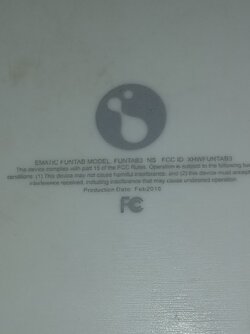 EMATIC FUNTAB MODEL: FUNTAB3 NS FCC ID: XHWFUNTAB3
This device complies with part 15 of the FCC Rules. Operation is subject to the following
conditions: (1) This device may not cause harmful interference, and (2) this device must accept
interference received, including interference that may cause undesired operation
Production Date: Feb2016
FC